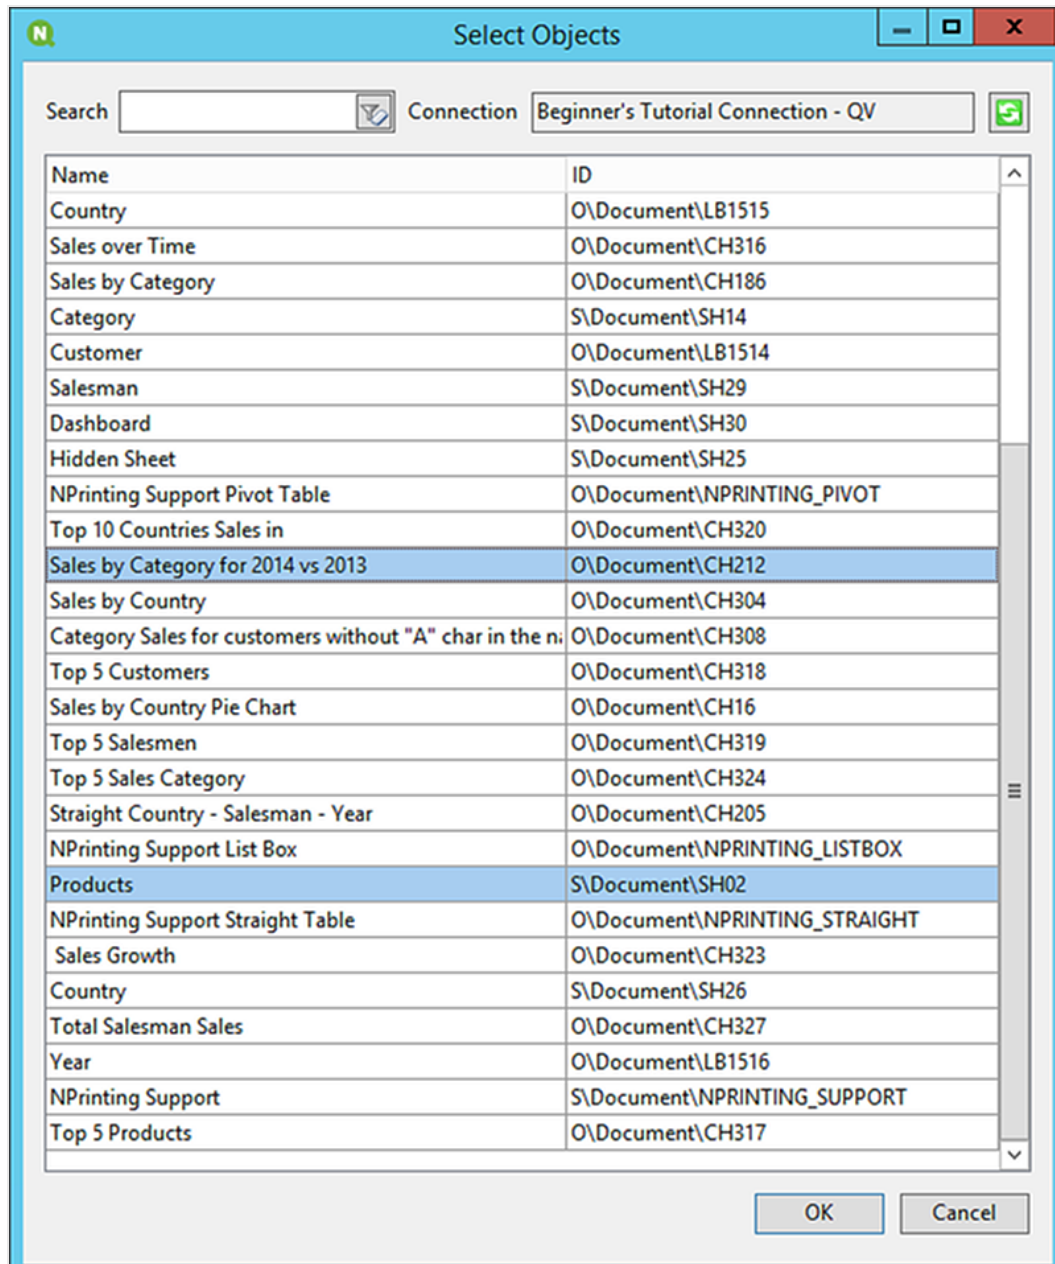 N Select Objects
Search Connection Beginner's Tutorial Connection - QV
Name ID
Country O\Document\LB1515
Sales over Time O\Document\CH316
Sales by Category O\Document\CH186
Category S\Document\SH14
Customer O\Document\LB1514
Salesman S\Document\SH29
Dashboard S\Document\SH30
Hidden Sheet S\Document\SH25
NPrinting Support Pivot Table O\Document\NPRINTING_PIVOT
Top 10 Countries Sales in O\Document\CH320
Sales by Category for 2014 vs 2013 O\Document\CH212
Sales by Country O\Document\CH304
Category Sales for customers without "A" char in the O\Document\CH308
Top 5 Customers O\Document\CH318
Sales by Country Pie Chart O\Document\CH16
Top 5 Salesmen O\Document\CH319
Top 5 Sales Category O\Document\CH324
Straight Country - Salesman - Year O\Document\CH205
NPrinting Support List Box O\Document\NPRINTING_LISTBOX
Products S\Document\SH02
NPrinting Support Straight Table O\Document\NPRINTING_STRAIGHT
Sales Growth O\Document\CH323
Country S\Document\SH26
Total Salesman Sales O\Document\CH327
Year O\Document\LB1516
NPrinting Support S\Document\NPRINTING_SUPPORT
Top 5 Products O\Document\CH317
OK Cancel